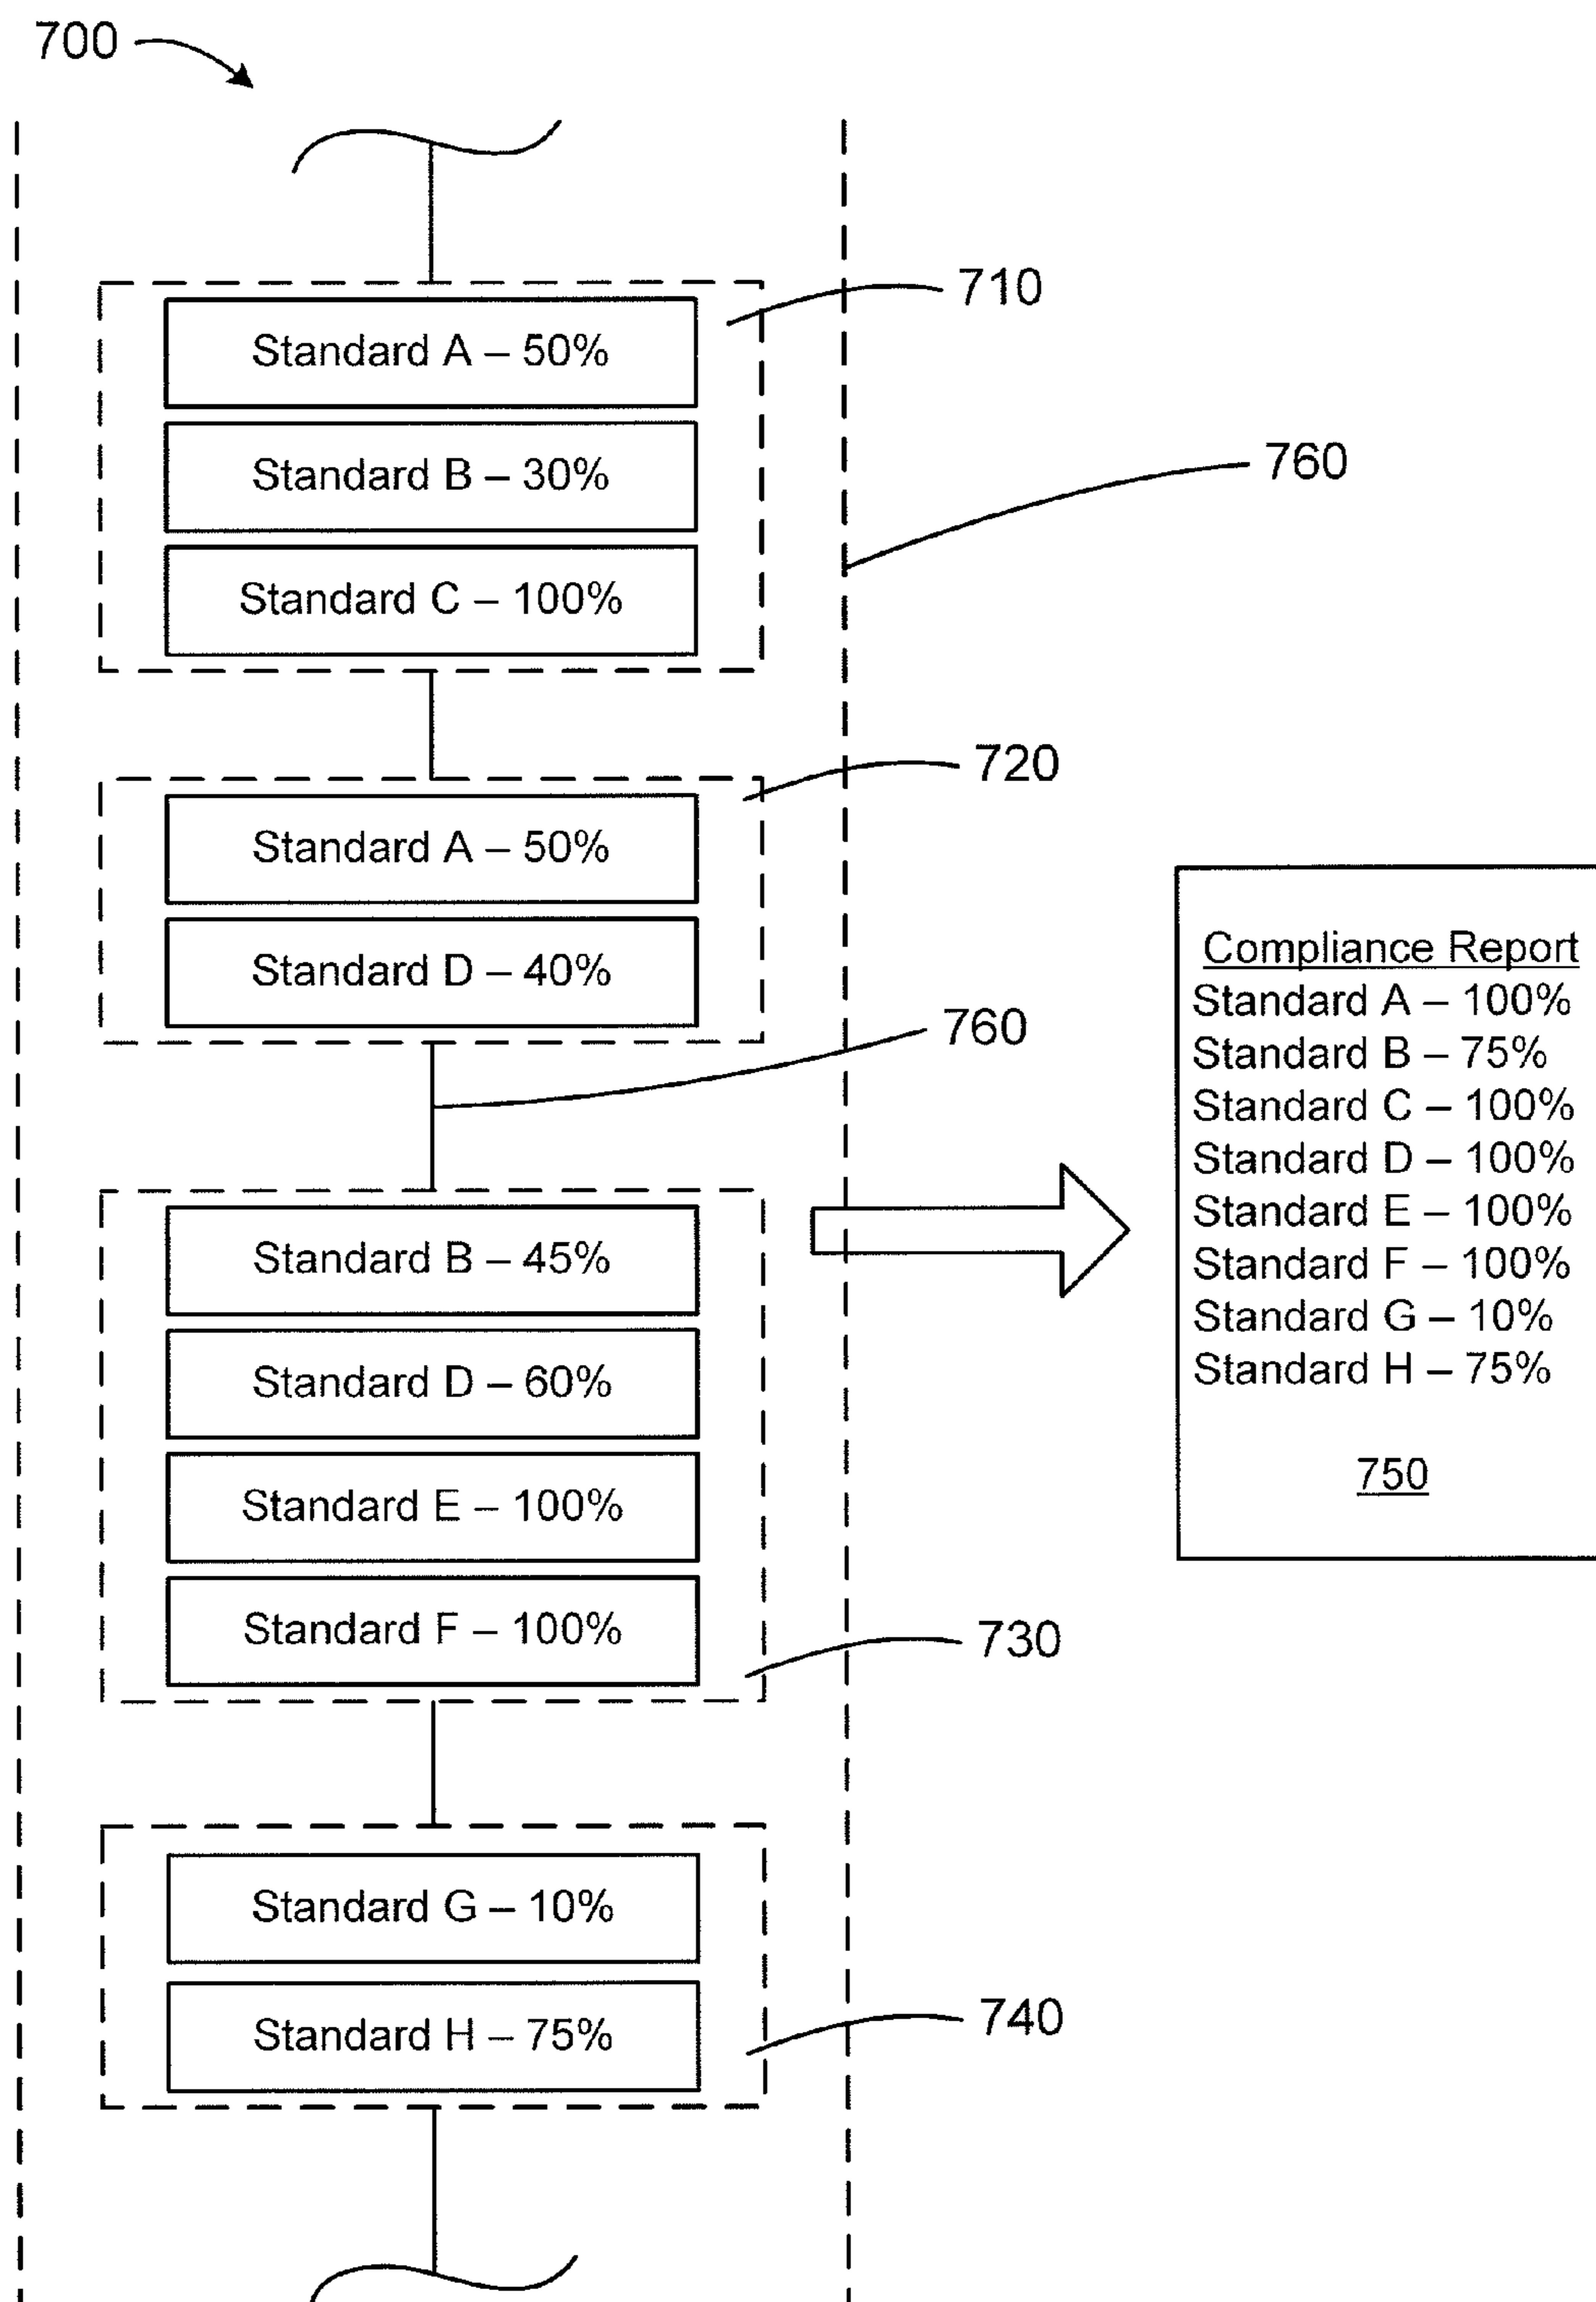 700
710
Standard A – 50%
Standard B – 30%
760
Standard C – 100%
720
Standard A – 50%
Standard D – 40%
760
Standard B – 45%
Standard D – 60%
Standard E – 100%
Standard F – 100%
730
Standard G – 10%
Standard H – 75%
740
Compliance Report
Standard A – 100%
Standard B – 75%
Standard C – 100%
Standard D – 100%
Standard E – 100%
Standard F – 100%
Standard G – 10%
Standard H – 75%
750